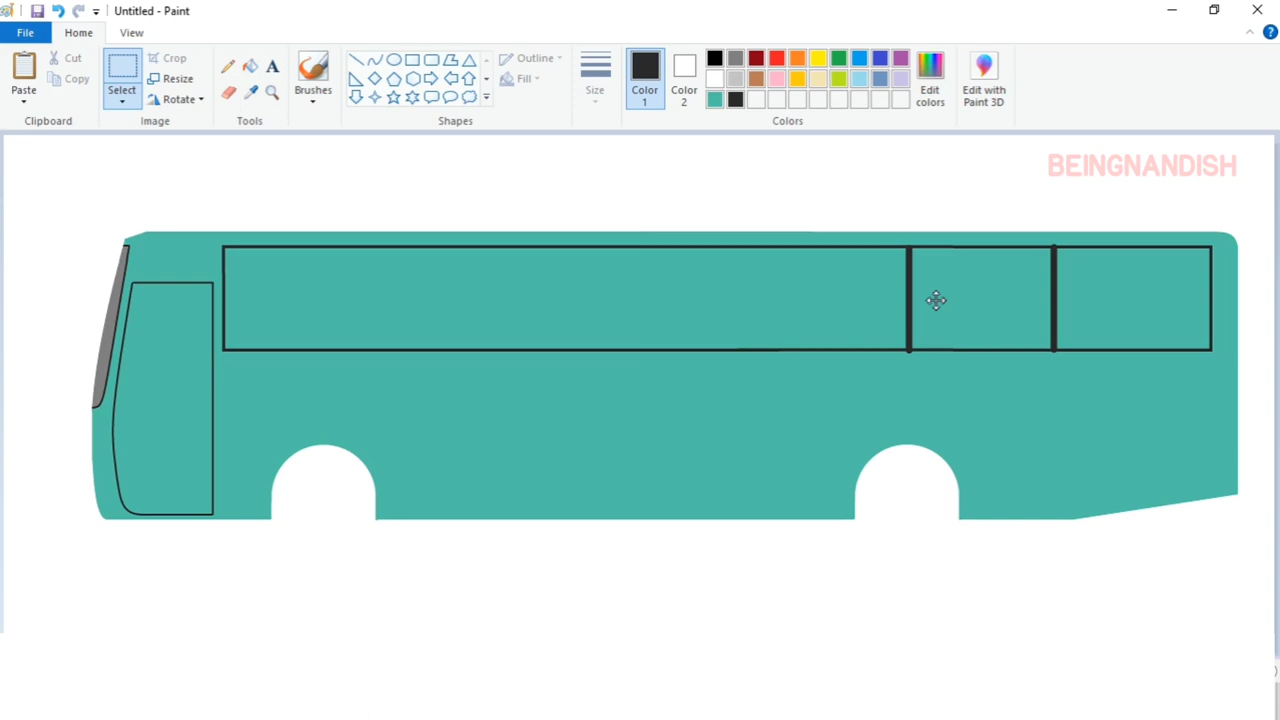 Untitled - Paint
File Home View
Paste
Cut
Copy
Clipboard
Select
Crop
Resize
Rotate
Image
Tools
Brushes
Outline
Fill
Shapes
Size
Color 1
Color 2
Edit colors
Colors
Edit with Paint 3D
BEINGNANDISH